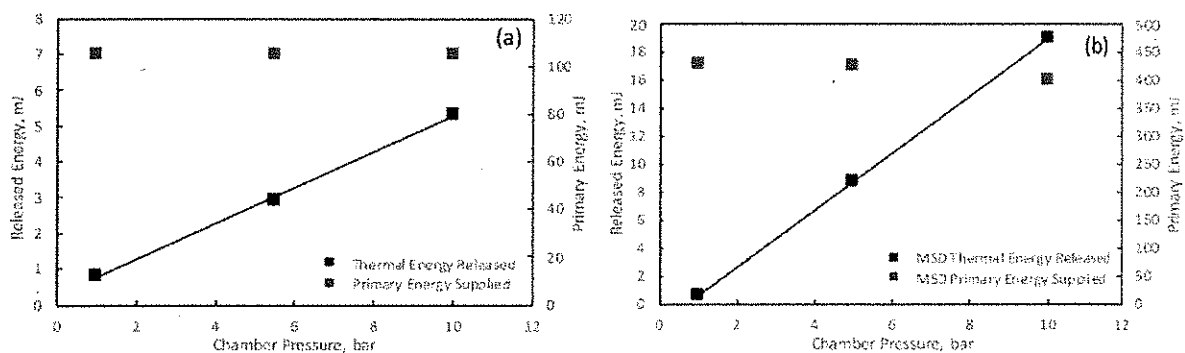 (a)
8
7
6
5
4
3
2
1
0
Released Energy, mJ
120
100
80
60
40
20
0
Primary Energy, mJ
Thermal Energy Released
Primary Energy Supplied
0 2 4 6 8 10 12
Chamber Pressure, bar
(b)
20
18
16
14
12
10
8
6
4
2
0
Released Energy, mJ
500
450
400
350
300
250
200
150
100
50
0
Primary Energy, mJ
MSD Thermal Energy Released
MSD Primary Energy Supplied
0 2 4 6 8 10 12
Chamber Pressure, bar